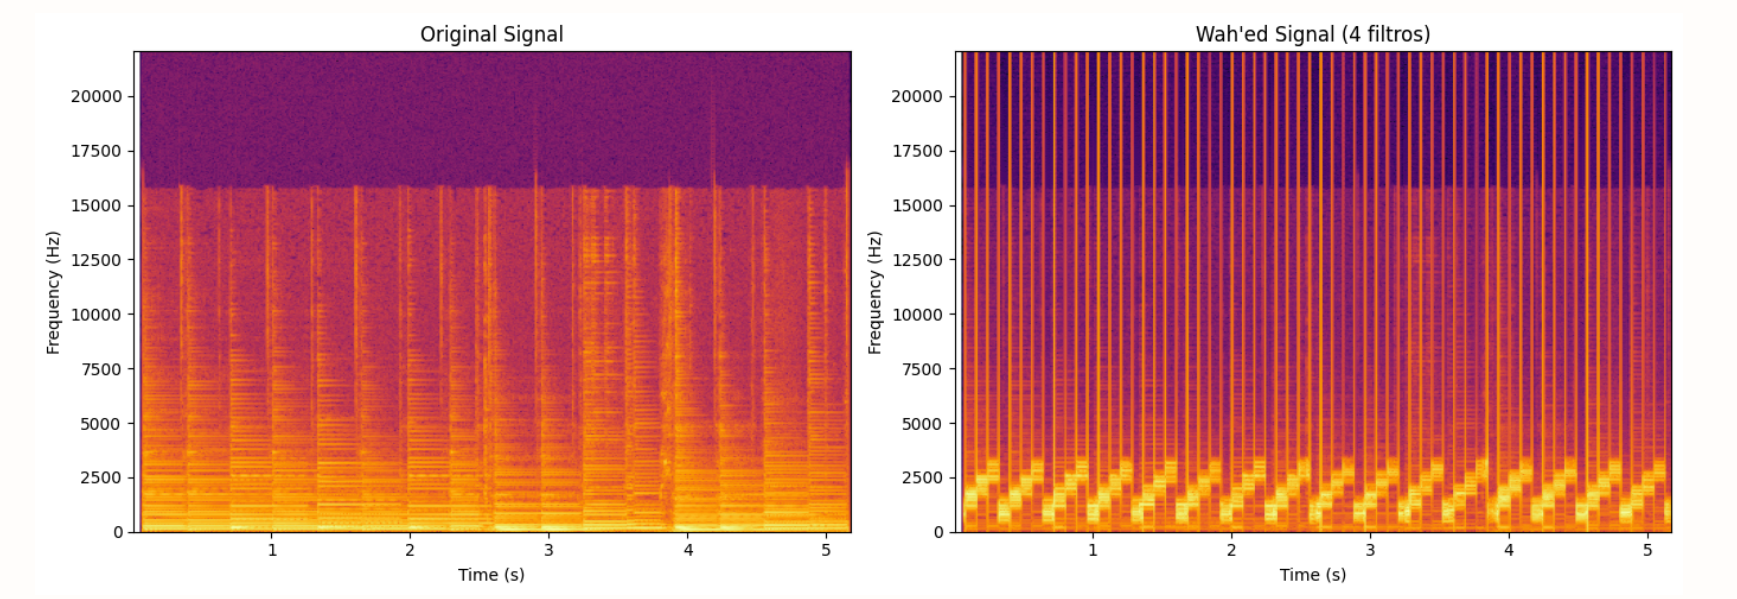 Original Signal
Wah'ed Signal (4 filtros)
Frequency (Hz)
20000
17500
15000
12500
10000
7500
5000
2500
0
1 2 3 4 5
Time (s)
Frequency (Hz)
20000
17500
15000
12500
10000
7500
5000
2500
0
1 2 3 4 5
Time (s)